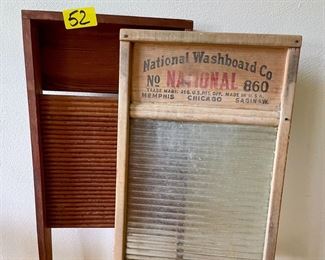 52
National Washboard Co
No NATIONAL 860
TRADE MARK REG. U.S. PAT. OFF. MADE IN U.S.A.
MEMPHIS CHICAGO SAGINAW